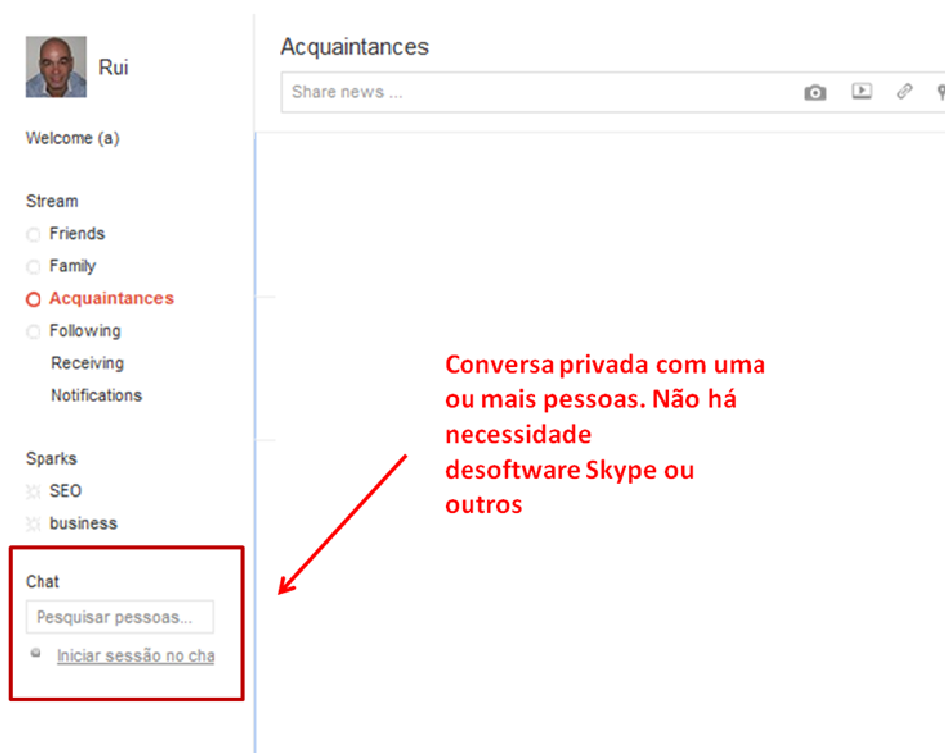 Rui
Welcome (a)
Stream
Friends
Family
Acquaintances
Following
Receiving
Notifications
Sparks
SEO
business
Chat
Pesquisar pessoas...
Iniciar sessão no cha
Acquaintances
Share news ...
Conversa privada com uma
ou mais pessoas. Não há
necessidade
desoftware Skype ou
outros